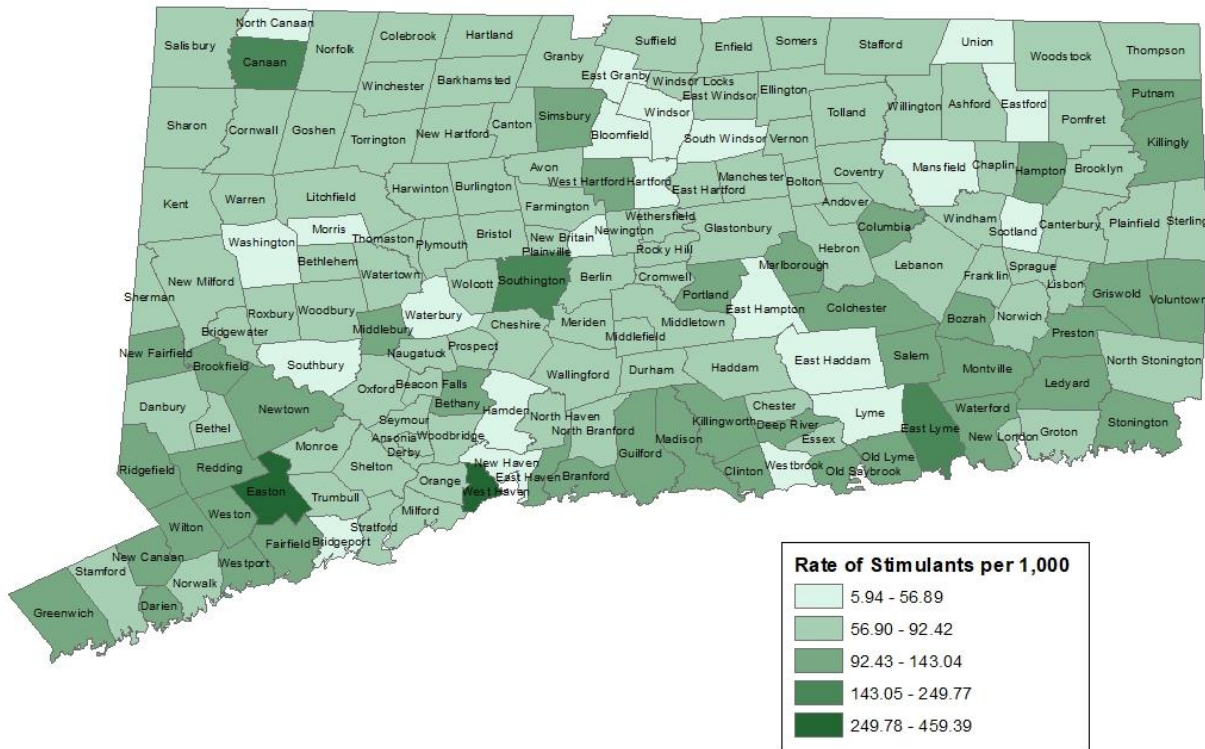 North Canaan
Salisbury
Canaan
Norfolk
Colebrook
Hartland
Granby
Suffield
Enfield
Somers
Stafford
Union
Woodstock
Thompson
East Granby
Windsor Locks
East Windsor
Ellington
Winchester
Barkhamsted
Simsbury
Windsor
Bloomfield
South Windsor
Vernon
Tolland
Willington
Ashford
Eastford
Pomfret
Putnam
Killingly
Sharon
Cornwall
Goshen
Torrington
New Hartford
Canton
Avon
West Hartford
Hartford
East Hartford
Manchester
Bolton
Coventry
Mansfield
Chaplin
Hampton
Brooklyn
Kent
Warren
Litchfield
Harwinton
Burlington
Farmington
Wethersfield
Newington
Glastonbury
Andover
Columbia
Windham
Scotland
Canterbury
Plainfield
Sterling
Washington
Morris
Bethlehem
Thomaston
Watertown
Plymouth
Bristol
New Britain
Plainville
Rocky Hill
Hebron
Marlborough
Lebanon
Franklin
Sprague
Lisbon
Griswold
Voluntown
New Milford
Sherman
Roxbury
Woodbury
Wolcott
Southington
Berlin
Cromwell
Portland
East Hampton
Colchester
Bozrah
Norwich
Preston
Bridgewater
Waterbury
Middlebury
Cheshire
Meriden
Middlefield
Middletown
New Fairfield
Brookfield
Southbury
Naugatuck
Prospect
Wallingford
Durham
Haddam
East Haddam
Salem
Montville
Ledyard
North Stonington
Danbury
Bethel
Newtown
Oxford
Beacon Falls
Bethany
Hamden
North Haven
North Branford
Seymour
Ansonia
Derby
Woodbridge
Killingworth
Chester
Deep River
Essex
Lyme
East Lyme
Waterford
New London
Groton
Stonington
Ridgefield
Redding
Monroe
Shelton
Orange
New Haven
East Haven
West Haven
Branford
Guilford
Madison
Clinton
Westbrook
Old Saybrook
Old Lyme
Easton
Trumbull
Milford
Stratford
Wilton
Weston
Fairfield
Bridgeport
New Canaan
Westport
Stamford
Norwalk
Greenwich
Darien
Rate of Stimulants per 1,000
5.94 - 56.89
56.90 - 92.42
92.43 - 143.04
143.05 - 249.77
249.78 - 459.39